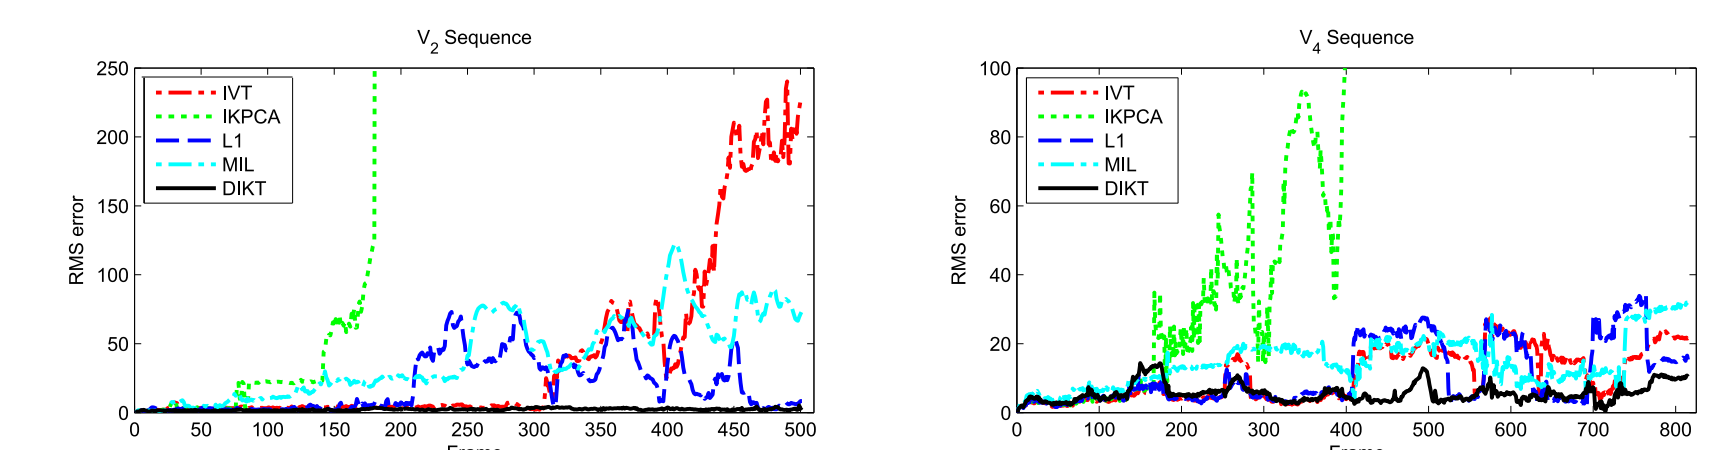 V2 Sequence
250
200
150
100
50
0
RMS error
IVT
IKPCA
L1
MIL
DIKT
0 50 100 150 200 250 300 350 400 450 500
Frame
V4 Sequence
100
80
60
40
20
0
RMS error
IVT
IKPCA
L1
MIL
DIKT
0 100 200 300 400 500 600 700 800
Frame